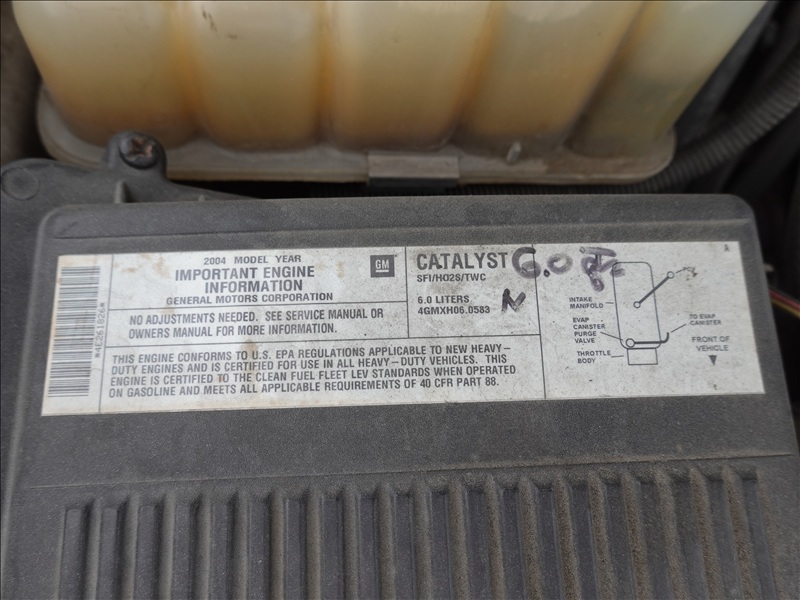 2004 MODEL YEAR
IMPORTANT ENGINE
INFORMATION
GENERAL MOTORS CORPORATION
GM
NO ADJUSTMENTS NEEDED. SEE SERVICE MANUAL OR
OWNERS MANUAL FOR MORE INFORMATION.
CATALYST
SFI/HO2S/TWC
6.0 LITERS
4GMXH06.0583
N
6.0
THIS ENGINE CONFORMS TO U.S. EPA REGULATIONS APPLICABLE TO NEW HEAVY-
DUTY ENGINES AND IS CERTIFIED FOR USE IN ALL HEAVY-DUTY VEHICLES. THIS
ENGINE IS CERTIFIED TO THE CLEAN FUEL FLEET LEV STANDARDS WHEN OPERATED
ON GASOLINE AND MEETS ALL APPLICABLE REQUIREMENTS OF 40 CFR PART 88.
A
INTAKE
MANIFOLD
EVAP
CANISTER
PURGE
VALVE
THROTTLE
BODY
TO EVAP
CANISTER
FRONT OF
VEHICLE